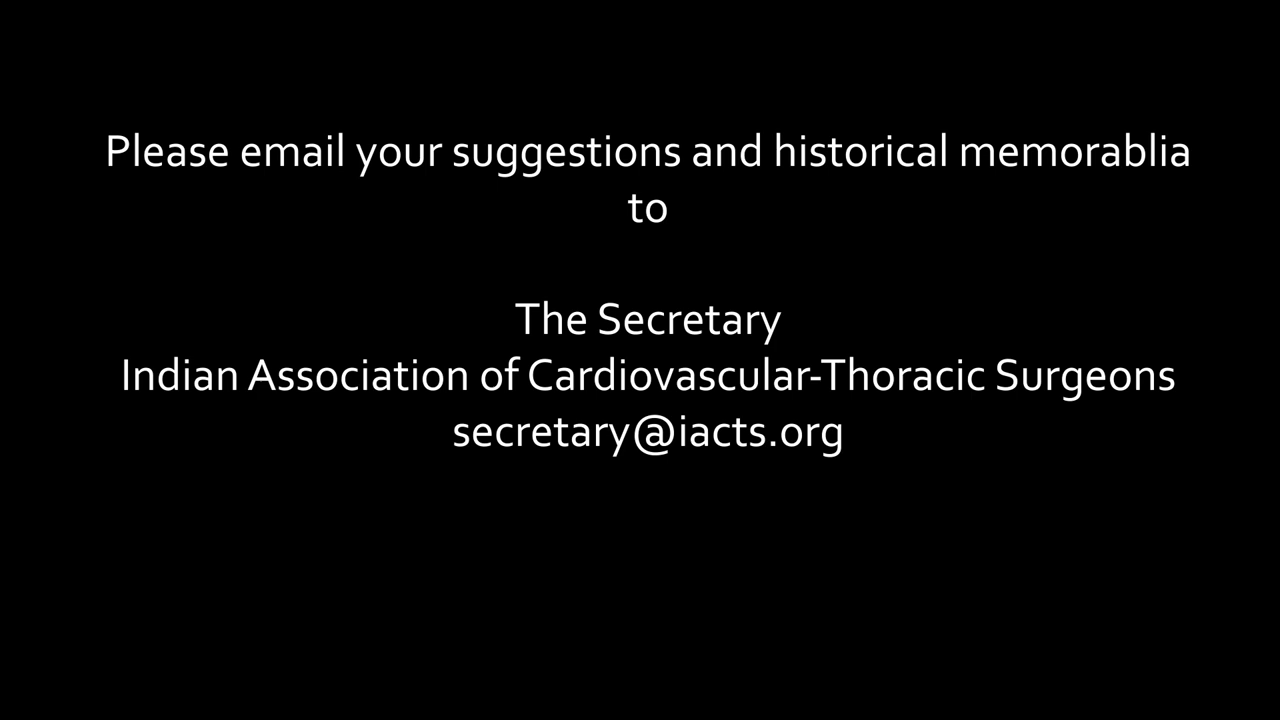 Please email your suggestions and historical memorablia
to
The Secretary
Indian Association of Cardiovascular-Thoracic Surgeons
secretary@iacts.org